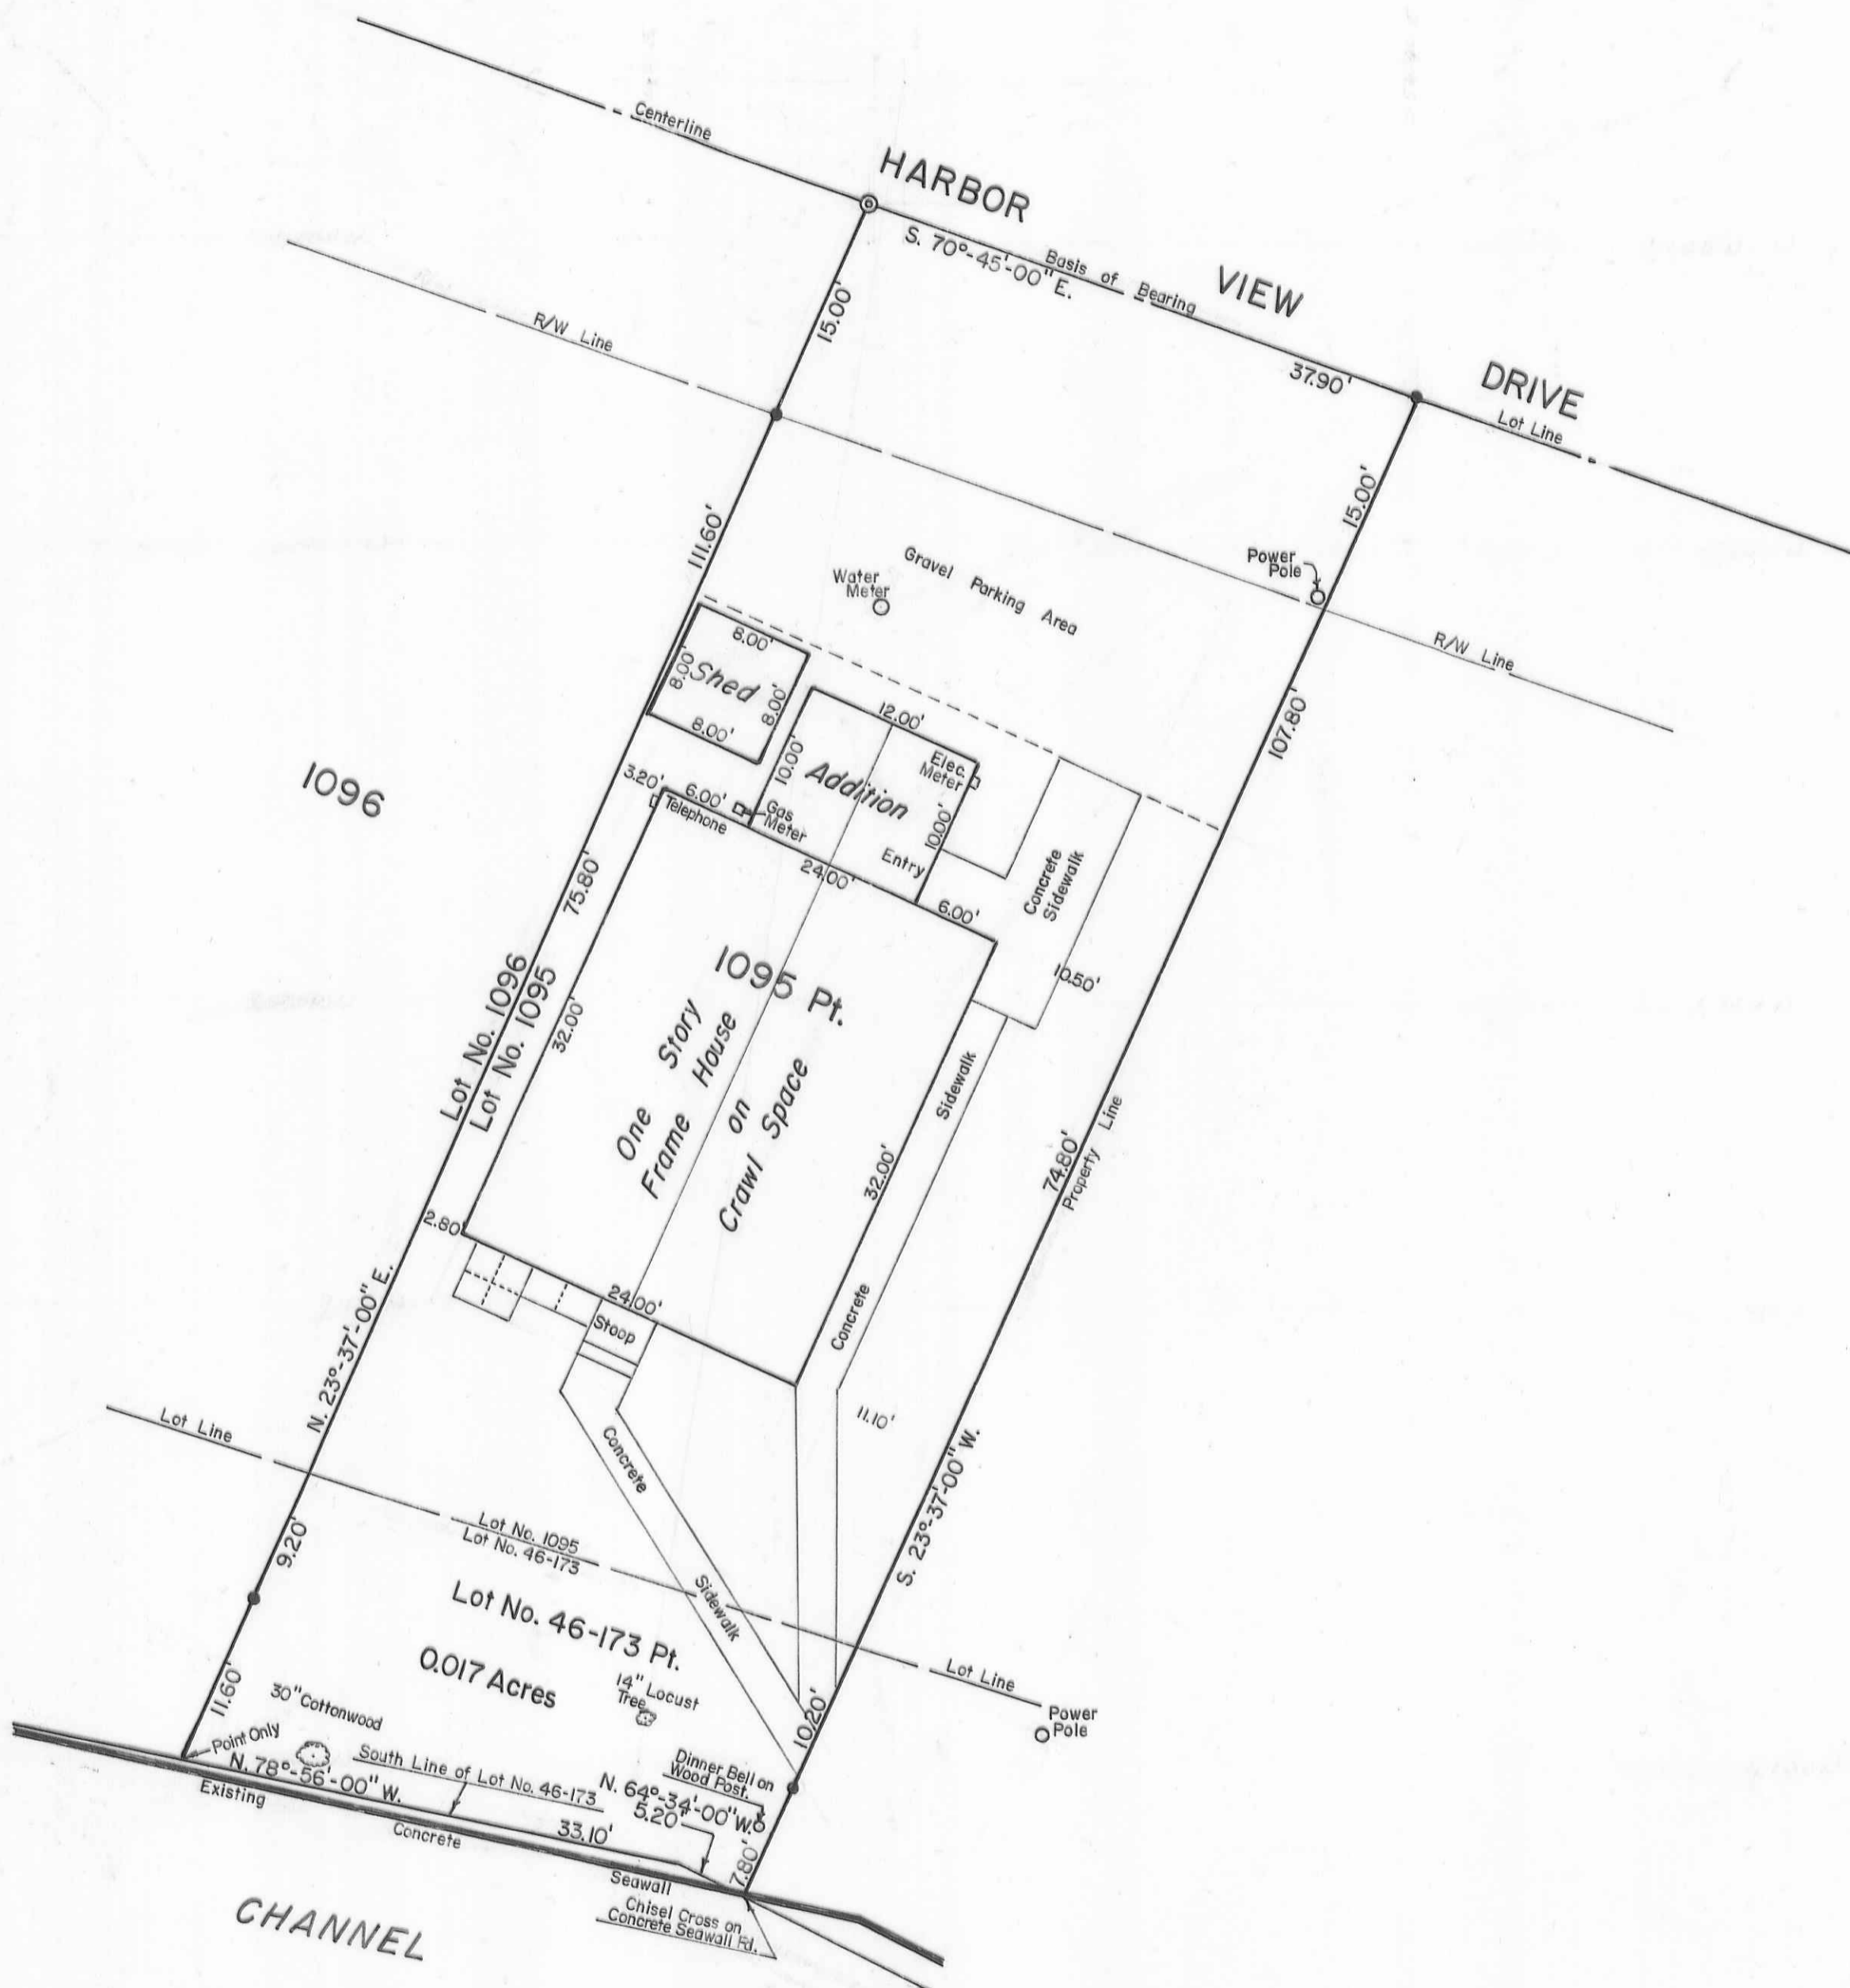 Centerline
HARBOR
VIEW
DRIVE
S. 70°-45'-00" E.
Basis of Bearing
37.90'
Lot Line
R/W Line
15.00'
15.00'
111.60'
Power
Pole
Water
Meter
Gravel Parking Area
R/W Line
107.80'
8.00'
8.00'
Shed
8.00'
8.00'
12.00'
10.00'
Addition
Elec.
Meter
10.00'
Entry
1096
3.20'
6.00'
Telephone
Gas
Meter
24.00'
6.00'
Concrete
Sidewalk
75.80'
1095 Pt.
10.50'
Lot No. 1096
Lot No. 1095
32.00'
One Story
Frame House
on
Crawl Space
Sidewalk
32.00'
74.80'
Property Line
2.80'
24.00'
Stoop
Concrete
N. 23°-37'-00" E.
11.10'
Lot Line
Concrete
S. 23°-37'-00" W.
9.20'
Lot No. 1095
Lot No. 46-173
Sidewalk
Lot No. 46-173 Pt.
0.017 Acres
14" Locust
Tree
Lot Line
Power
Pole
11.60'
30" Cottonwood
10.20'
Point Only
Dinner Bell on
Wood Post.
South Line of Lot No. 46-173
N. 78°-56'-00" W.
N. 64°-34'-00" W.
5.20'
33.10'
7.80'
Existing
Concrete
Seawall
Chisel Cross on
Concrete Seawall Fd.
CHANNEL